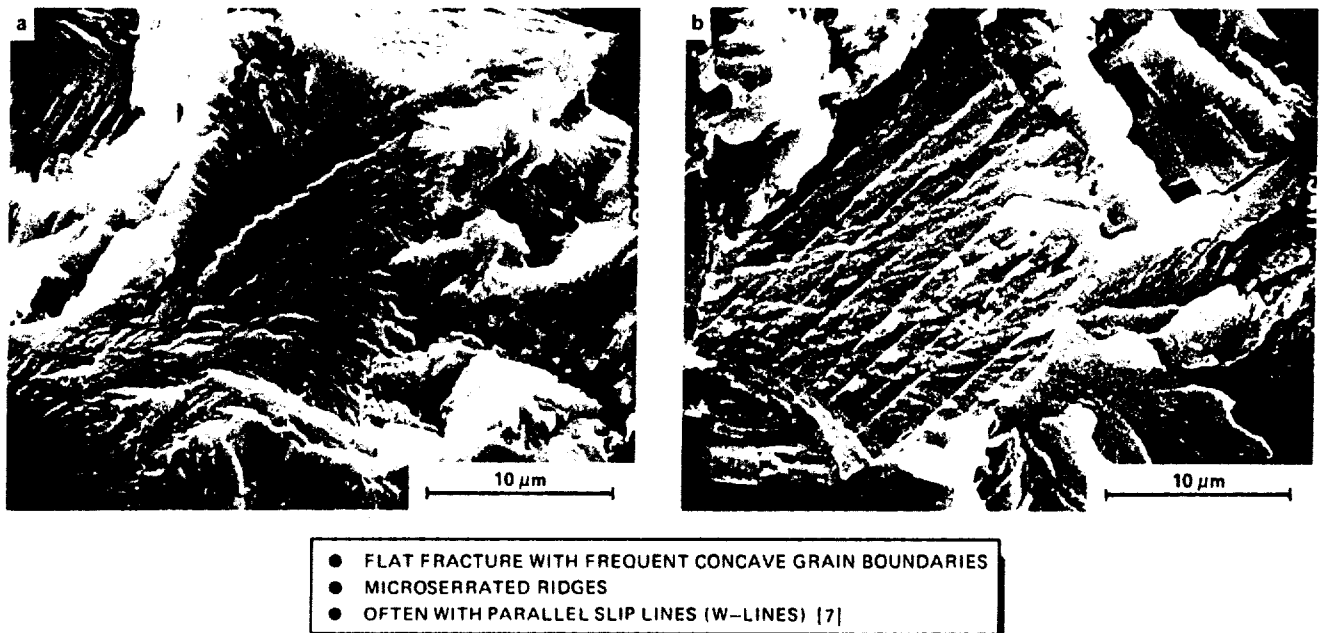 a
b
10 μm
10 μm
● FLAT FRACTURE WITH FREQUENT CONCAVE GRAIN BOUNDARIES
● MICROSERRATED RIDGES
● OFTEN WITH PARALLEL SLIP LINES (W–LINES) [7]